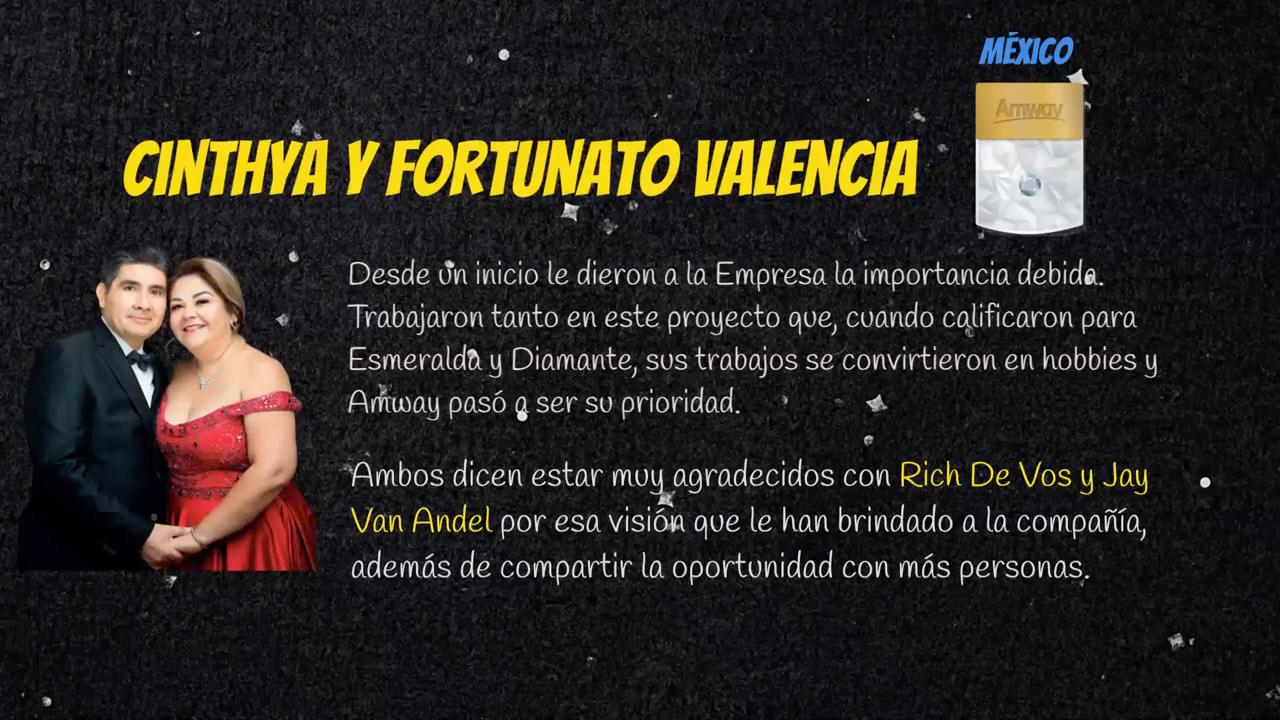 MÉXICO
Amway
CINTHYA Y FORTUNATO VALENCIA
Desde un inicio le dieron a la Empresa la importancia debida.
Trabajaron tanto en este proyecto que, cuando calificaron para
Esmeralda y Diamante, sus trabajos se convirtieron en hobbies y
Amway pasó a ser su prioridad.
Ambos dicen estar muy agradecidos con Rich De Vos y Jay
Van Andel por esa visión que le han brindado a la compañía,
además de compartir la oportunidad con más personas.